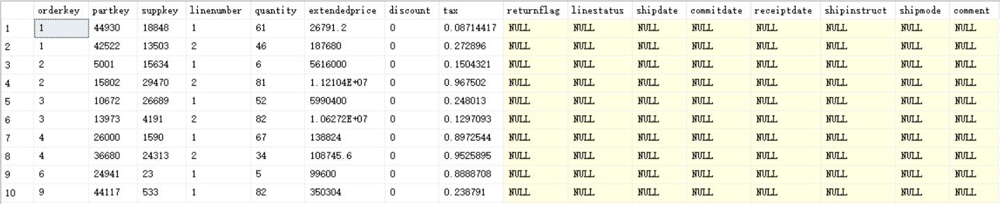 orderkey partkey suppkey linenumber quantity extendedprice discount tax returnflag linestatus shipdate commitdate receiptdate shipinstruct shipmode comment
1 1 44930 18848 1 61 26791.2 0 0.08714417 NULL NULL NULL NULL NULL NULL NULL NULL
2 1 42522 13503 2 46 187680 0 0.272896 NULL NULL NULL NULL NULL NULL NULL NULL
3 2 5001 15634 1 6 5616000 0 0.1504321 NULL NULL NULL NULL NULL NULL NULL NULL
4 2 15802 29470 2 81 1.12104E+07 0 0.967502 NULL NULL NULL NULL NULL NULL NULL NULL
5 3 10672 26689 1 52 5990400 0 0.248013 NULL NULL NULL NULL NULL NULL NULL NULL
6 3 13973 4191 2 82 1.06272E+07 0 0.1297093 NULL NULL NULL NULL NULL NULL NULL NULL
7 4 26000 1590 1 67 138824 0 0.8972544 NULL NULL NULL NULL NULL NULL NULL NULL
8 4 36680 24313 2 34 108745.6 0 0.9525895 NULL NULL NULL NULL NULL NULL NULL NULL
9 6 24941 23 1 5 99600 0 0.8888708 NULL NULL NULL NULL NULL NULL NULL NULL
10 9 44117 533 1 82 350304 0 0.238791 NULL NULL NULL NULL NULL NULL NULL NULL